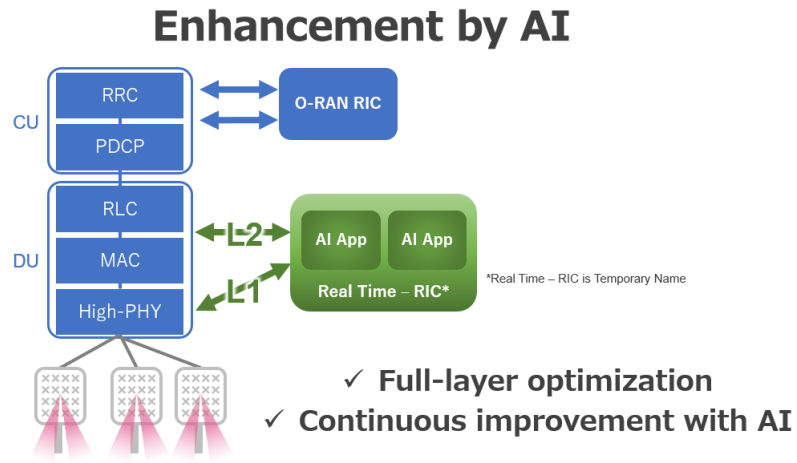 Enhancement by AI
RRC
O-RAN RIC
CU
PDCP
RLC
L2
AI App
AI App
DU
MAC
*Real Time – RIC is Temporary Name
L1
Real Time – RIC*
High-PHY
✓ Full-layer optimization
✓ Continuous improvement with AI